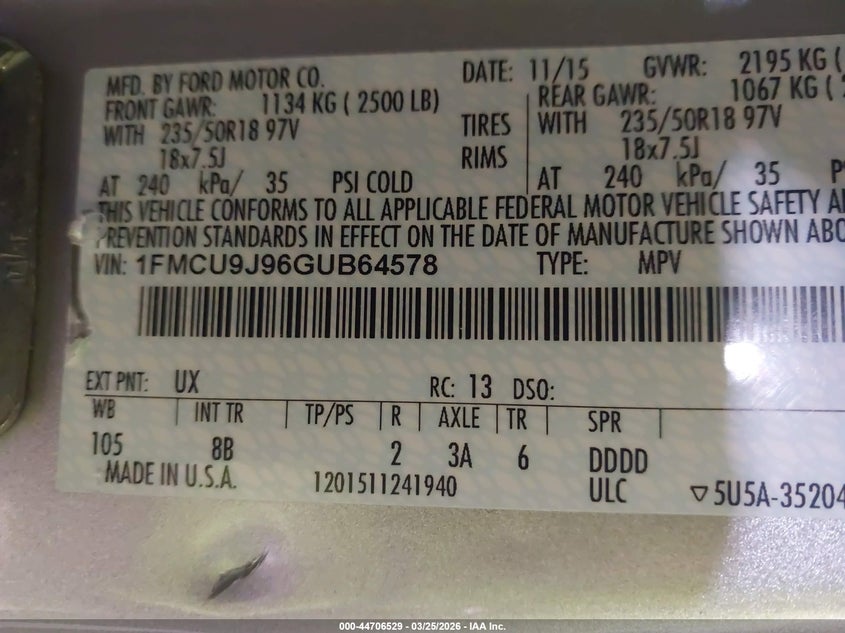 MFD. BY FORD MOTOR CO. DATE: 11/15 GVWR: 2195 KG (
FRONT GAWR: 1134 KG ( 2500 LB) REAR GAWR: 1067 KG (
WITH 235/50R18 97V TIRES WITH 235/50R18 97V
18x7.5J RIMS 18x7.5J
AT 240 kPa/ 35 PSI COLD AT 240 kPa/ 35
THIS VEHICLE CONFORMS TO ALL APPLICABLE FEDERAL MOTOR VEHICLE SAFETY
PREVENTION STANDARDS IN EFFECT ON THE DATE OF MANUFACTURE SHOWN
VIN: 1FMCU9J96GUB64578 TYPE: MPV
EXT PNT: UX RC: 13 DSO:
WB INT TR TP/PS R AXLE TR SPR
105 8B 2 3A 6 DDDD
MADE IN U.S.A. 1201511241940 ULC ▽5U5A-35204
000-44706529 - 03/25/2026 - IAA Inc.